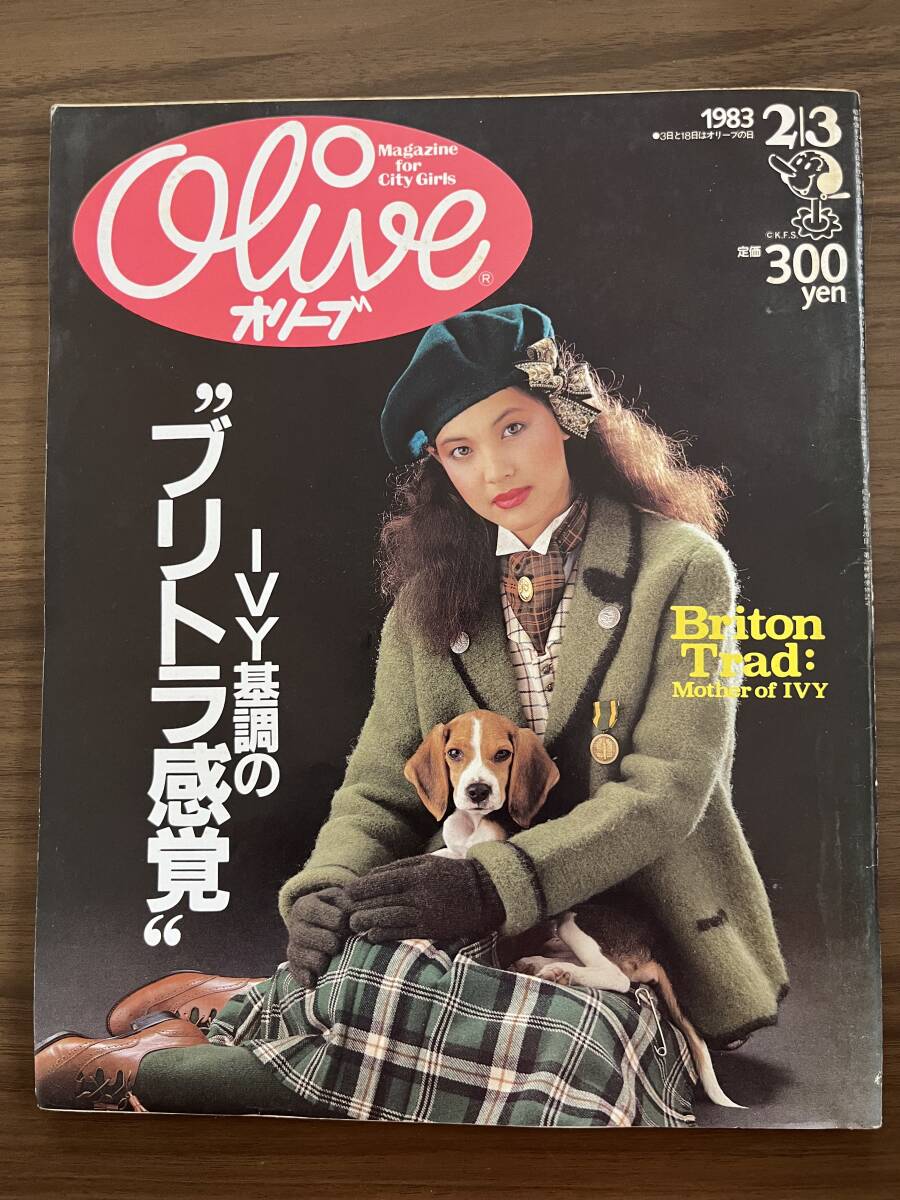 Olive
Magazine
for
City Girls
®
オリーブ
1983 2|3
●3日と18日はオリーブの日
©K.F.S.
定価 300
yen
IVY基調の
"ブリトラ感覚"
Briton
Trad:
Mother of IVY